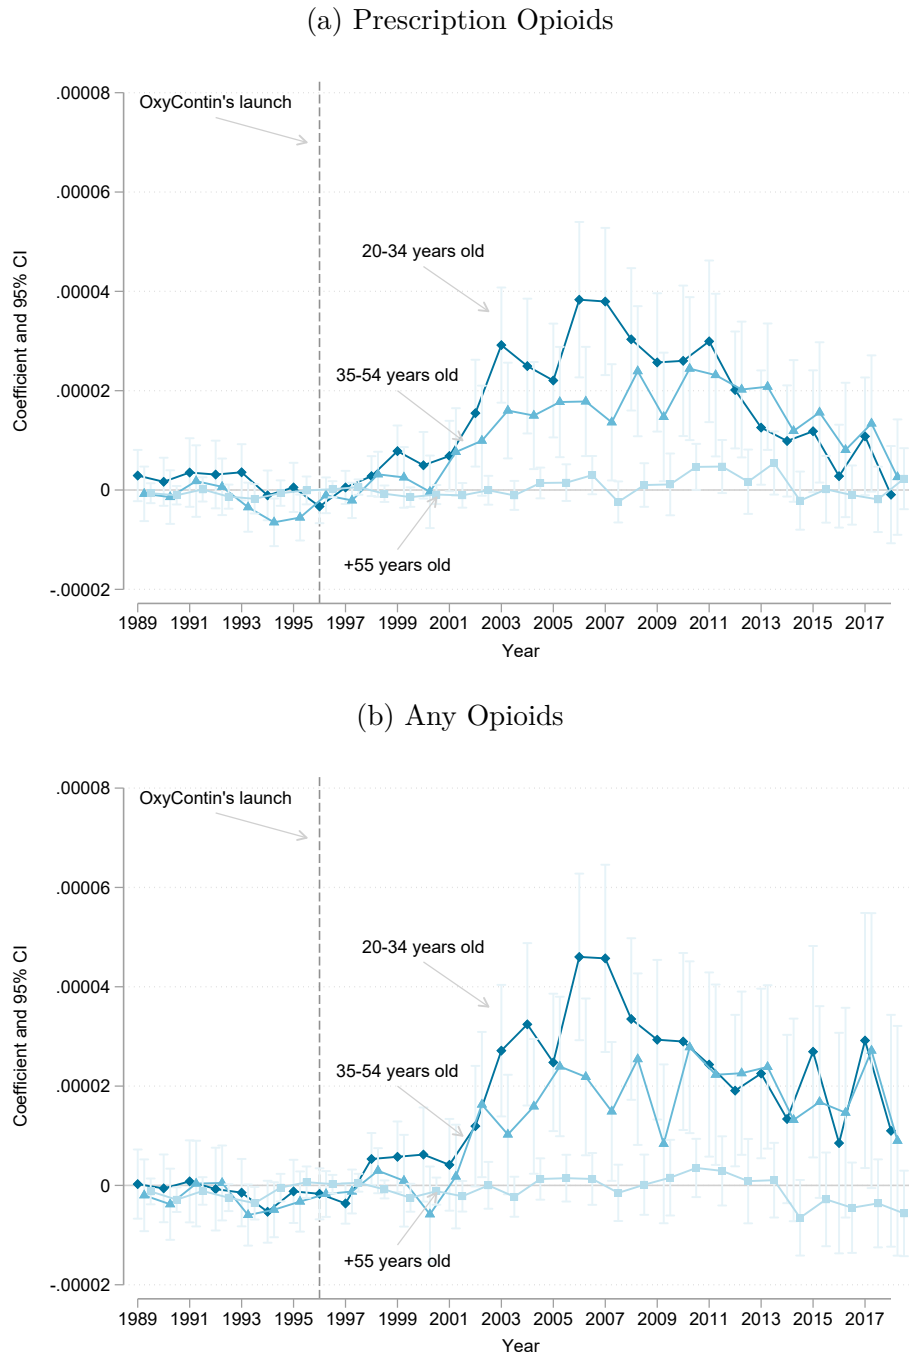 (a) Prescription Opioids
.00008
OxyContin's launch
.00006
20-34 years old
.00004
35-54 years old
.00002
0
+55 years old
-.00002
Coefficient and 95% CI
1989 1991 1993 1995 1997 1999 2001 2003 2005 2007 2009 2011 2013 2015 2017
Year
(b) Any Opioids
.00008
OxyContin's launch
.00006
20-34 years old
.00004
35-54 years old
.00002
0
+55 years old
-.00002
Coefficient and 95% CI
1989 1991 1993 1995 1997 1999 2001 2003 2005 2007 2009 2011 2013 2015 2017
Year